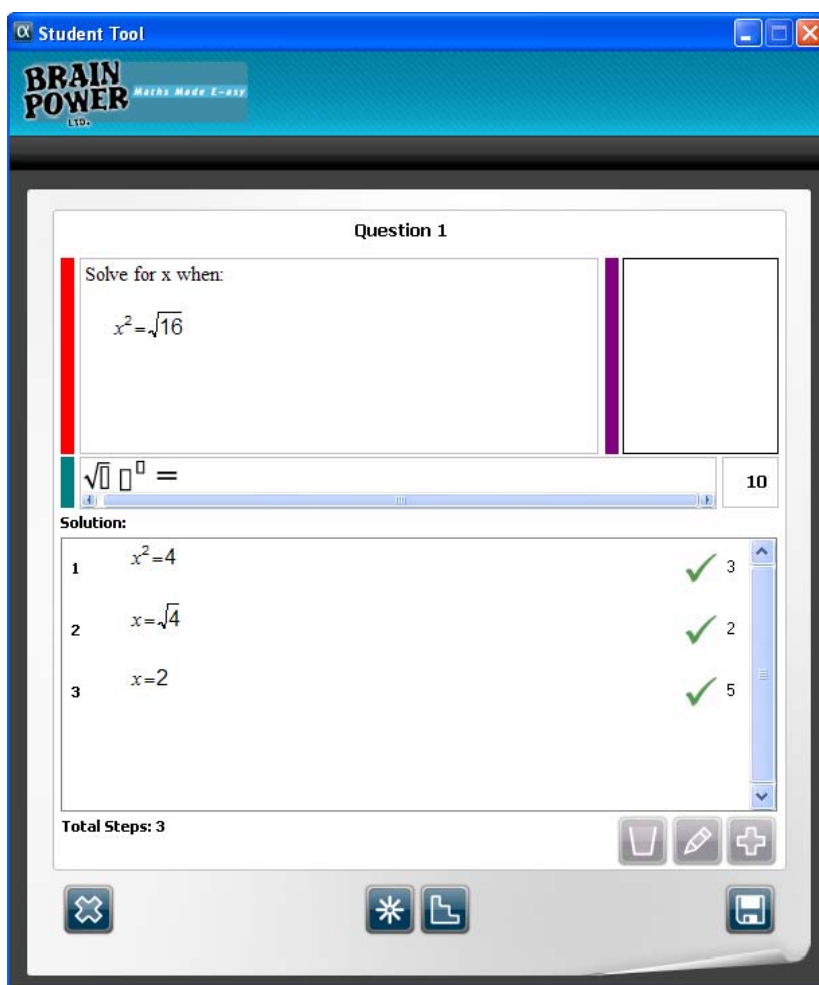 α Student Tool
BRAIN
POWER
LTD.
Maths Made E-asy
Question 1
Solve for x when:
x²=√16
√▯ ▯▯ =
10
Solution:
1 x²=4 3
2 x=√4 2
3 x=2 5
Total Steps: 3